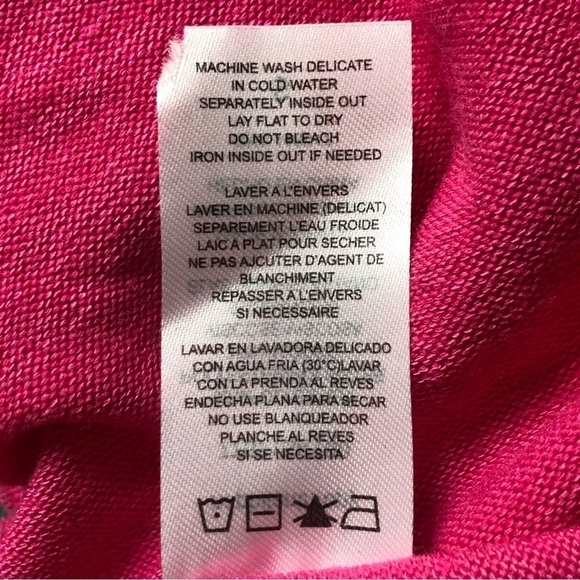 MACHINE WASH DELICATE
IN COLD WATER
SEPARATELY INSIDE OUT
LAY FLAT TO DRY
DO NOT BLEACH
IRON INSIDE OUT IF NEEDED
LAVER A L'ENVERS
LAVER EN MACHINE (DELICAT)
SEPAREMENT L'EAU FROIDE
LAIC A PLAT POUR SECHER
NE PAS AJCUTER D'AGENT DE
BLANCHIMENT
REPASSER A L'ENVERS
SI NECESSAIRE
LAVAR EN LAVADORA DELICADO
CON AGUA FRIA (30°C)LAVAR
CON LA PRENDA AL REVES
ENDECHA PLANA PARA SECAR
NO USE BLANQUEADOR
PLANCHE AL REVES
SI SE NECESITA